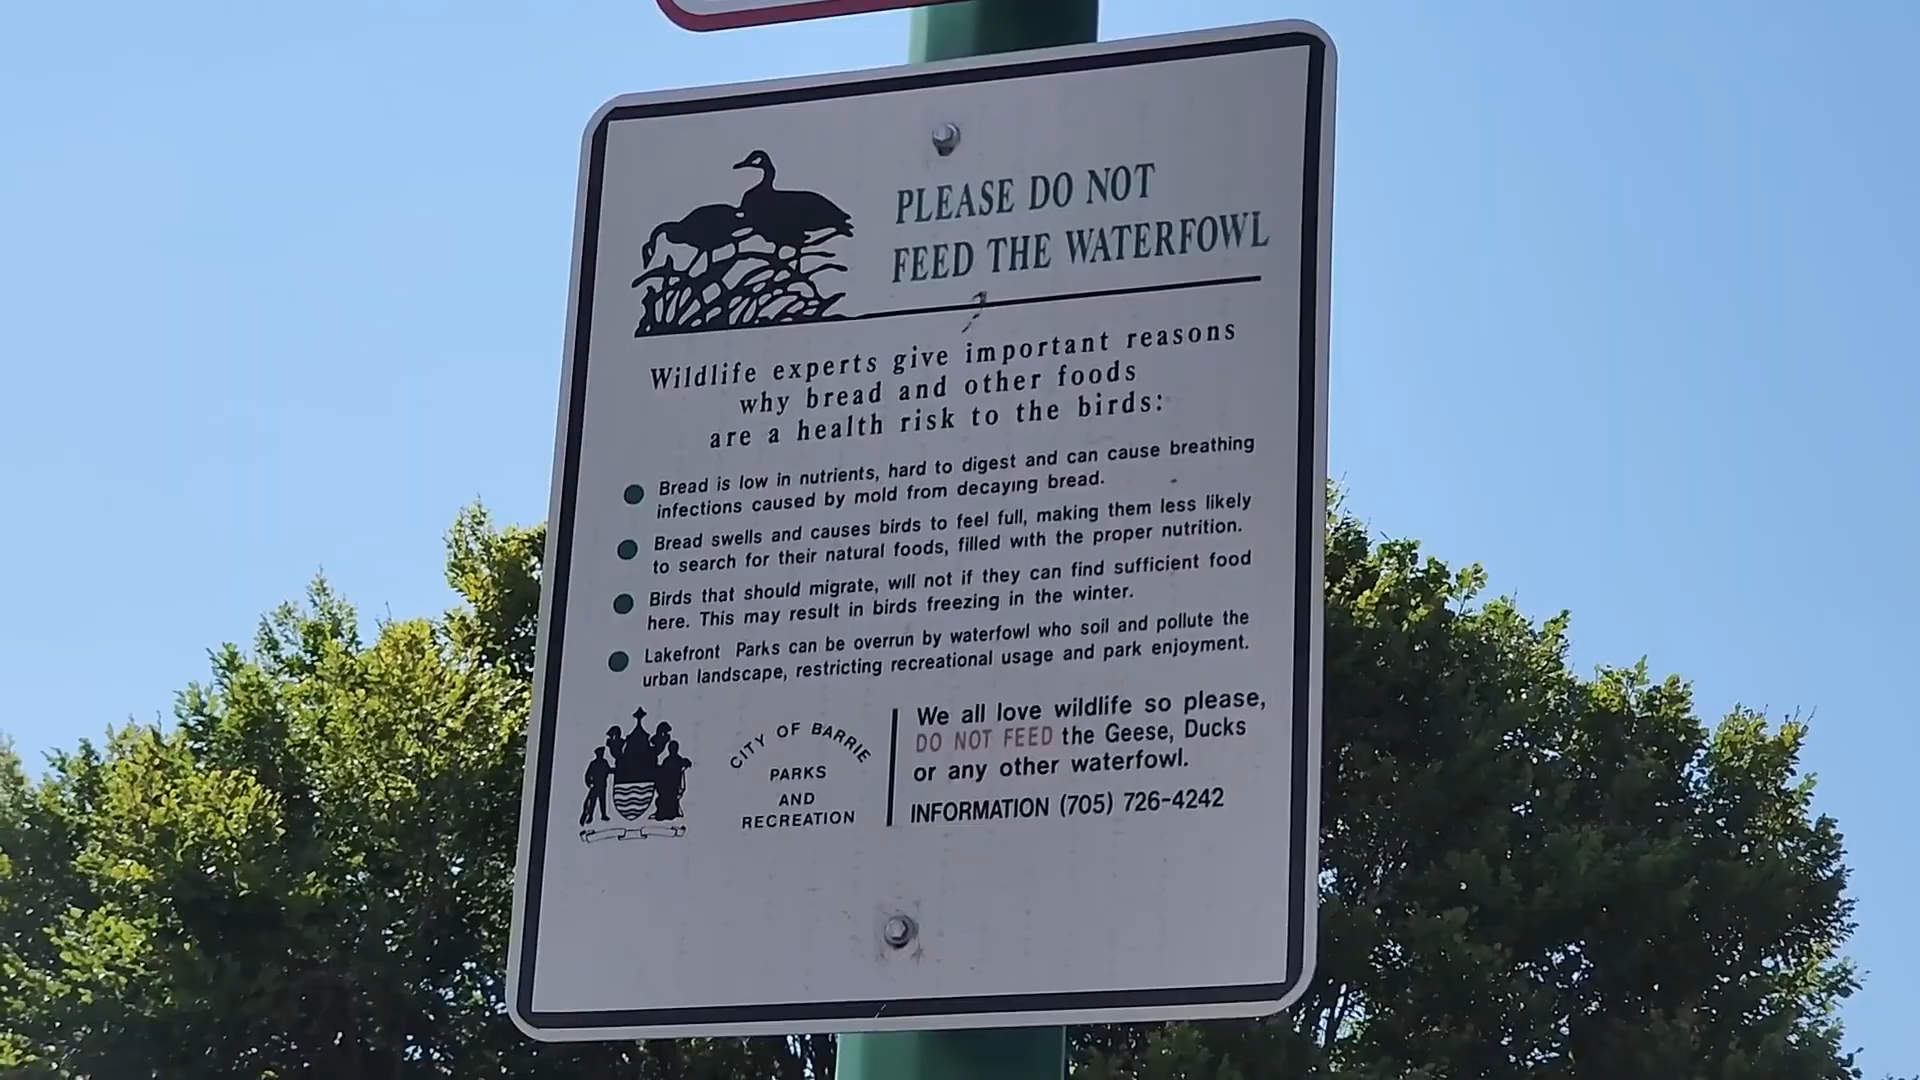 PLEASE DO NOT
FEED THE WATERFOWL
Wildlife experts give important reasons
why bread and other foods
are a health risk to the birds:
Bread is low in nutrients, hard to digest and can cause breathing
infections caused by mold from decaying bread.
Bread swells and causes birds to feel full, making them less likely
to search for their natural foods, filled with the proper nutrition.
Birds that should migrate, will not if they can find sufficient food
here. This may result in birds freezing in the winter.
Lakefront Parks can be overrun by waterfowl who soil and pollute the
urban landscape, restricting recreational usage and park enjoyment.
CITY OF BARRIE
PARKS
AND
RECREATION
We all love wildlife so please,
DO NOT FEED the Geese, Ducks
or any other waterfowl.
INFORMATION (705) 726-4242